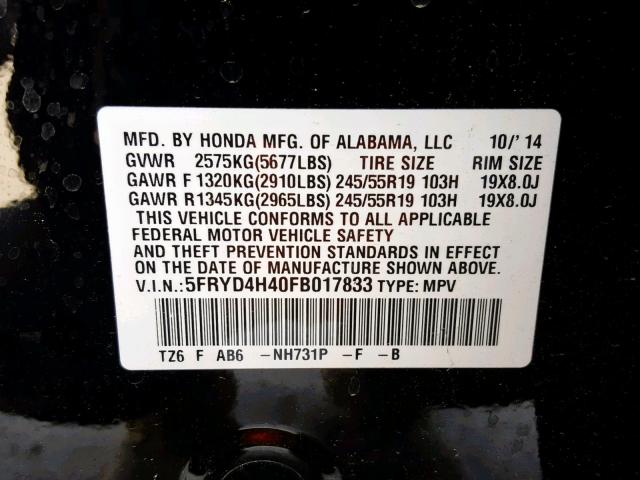 MFD. BY HONDA MFG. OF ALABAMA, LLC 10/' 14
GVWR 2575KG(5677LBS) TIRE SIZE RIM SIZE
GAWR F 1320KG(2910LBS) 245/55R19 103H 19X8.0J
GAWR R1345KG(2965LBS) 245/55R19 103H 19X8.0J
THIS VEHICLE CONFORMS TO ALL APPLICABLE
FEDERAL MOTOR VEHICLE SAFETY
AND THEFT PREVENTION STANDARDS IN EFFECT
ON THE DATE OF MANUFACTURE SHOWN ABOVE.
V.I.N.:5FRYD4H40FB017833 TYPE: MPV
TZ6 F AB6 -NH731P -F -B